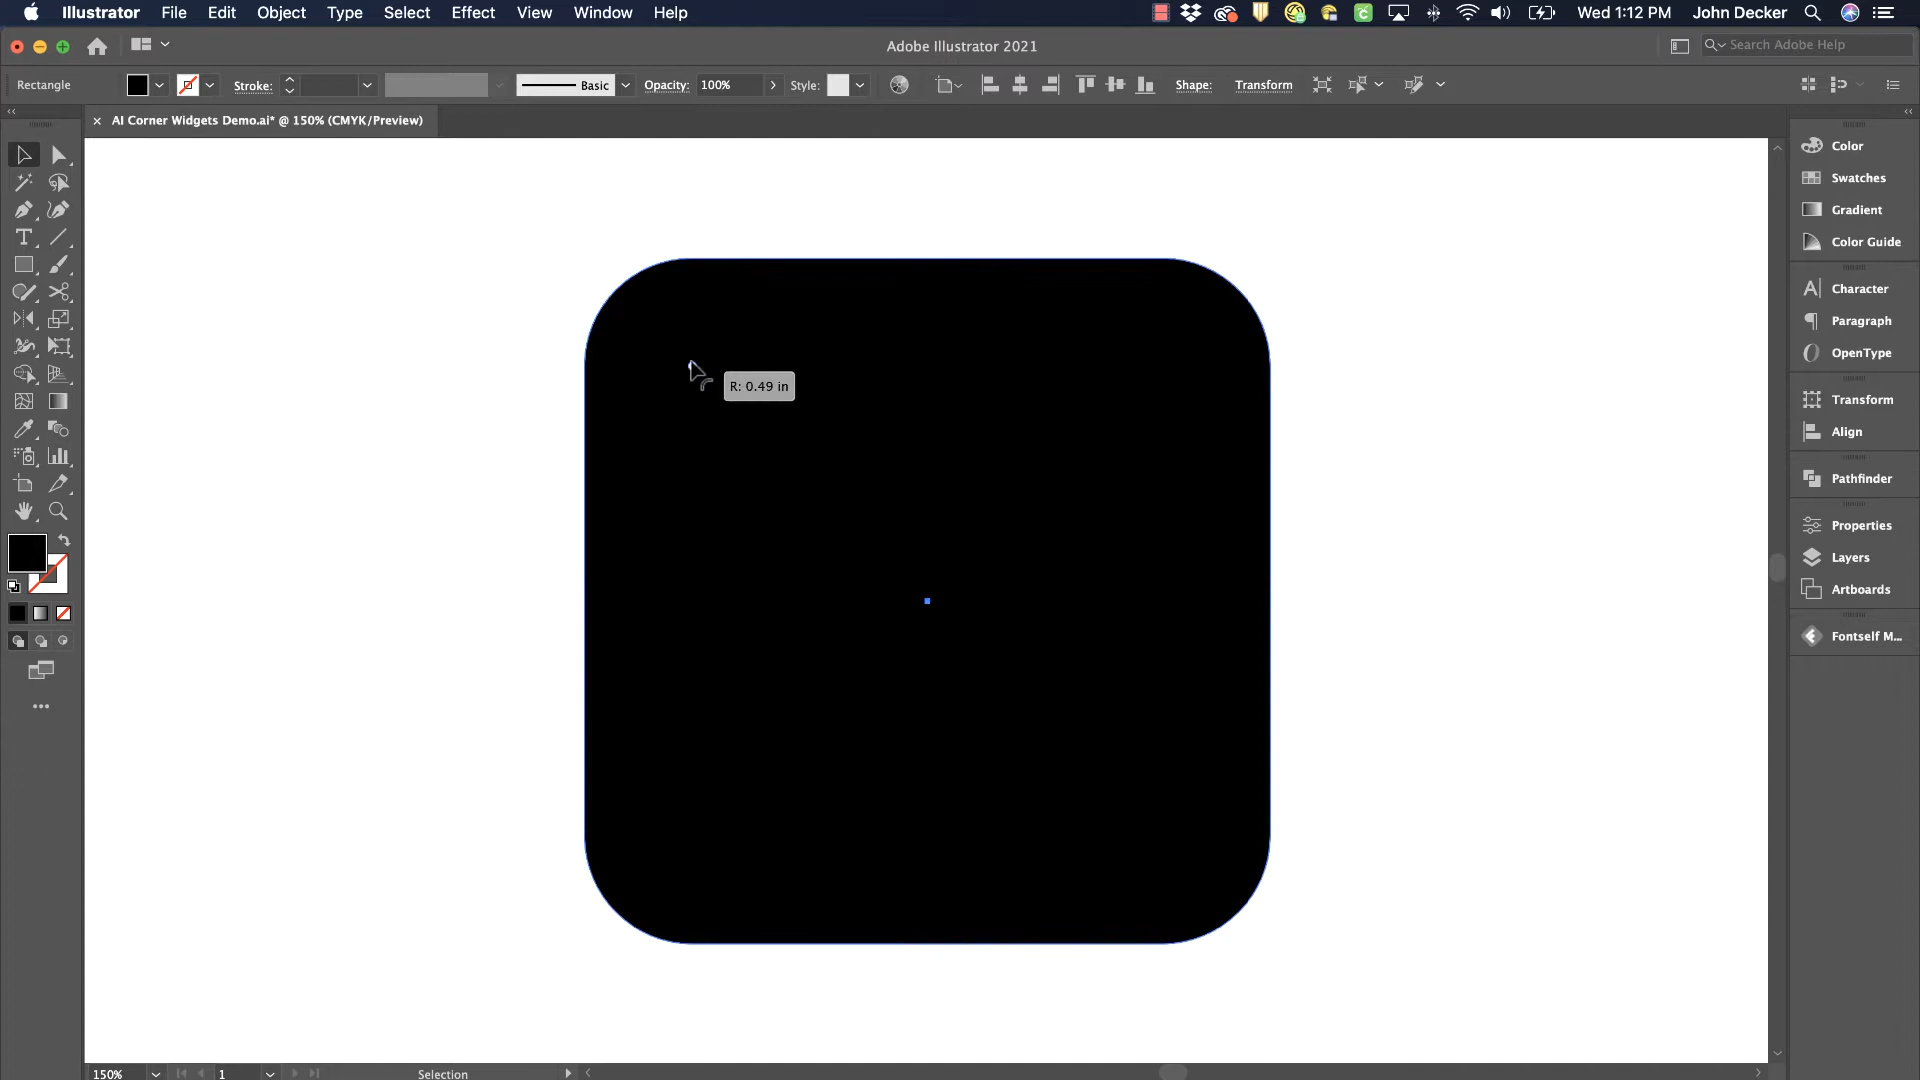 Illustrator File Edit Object Type Select Effect View Window Help Wed 1:12 PM John Decker
Adobe Illustrator 2021 Search Adobe Help
Rectangle Stroke: Basic Opacity: 100% Style: Shape: Transform
AI Corner Widgets Demo.ai* @ 150% (CMYK/Preview)
Color
Swatches
Gradient
Color Guide
Character
Paragraph
OpenType
R: 0.49 in
Transform
Align
Pathfinder
Properties
Layers
Artboards
Fontself M...
150% 1 Selection